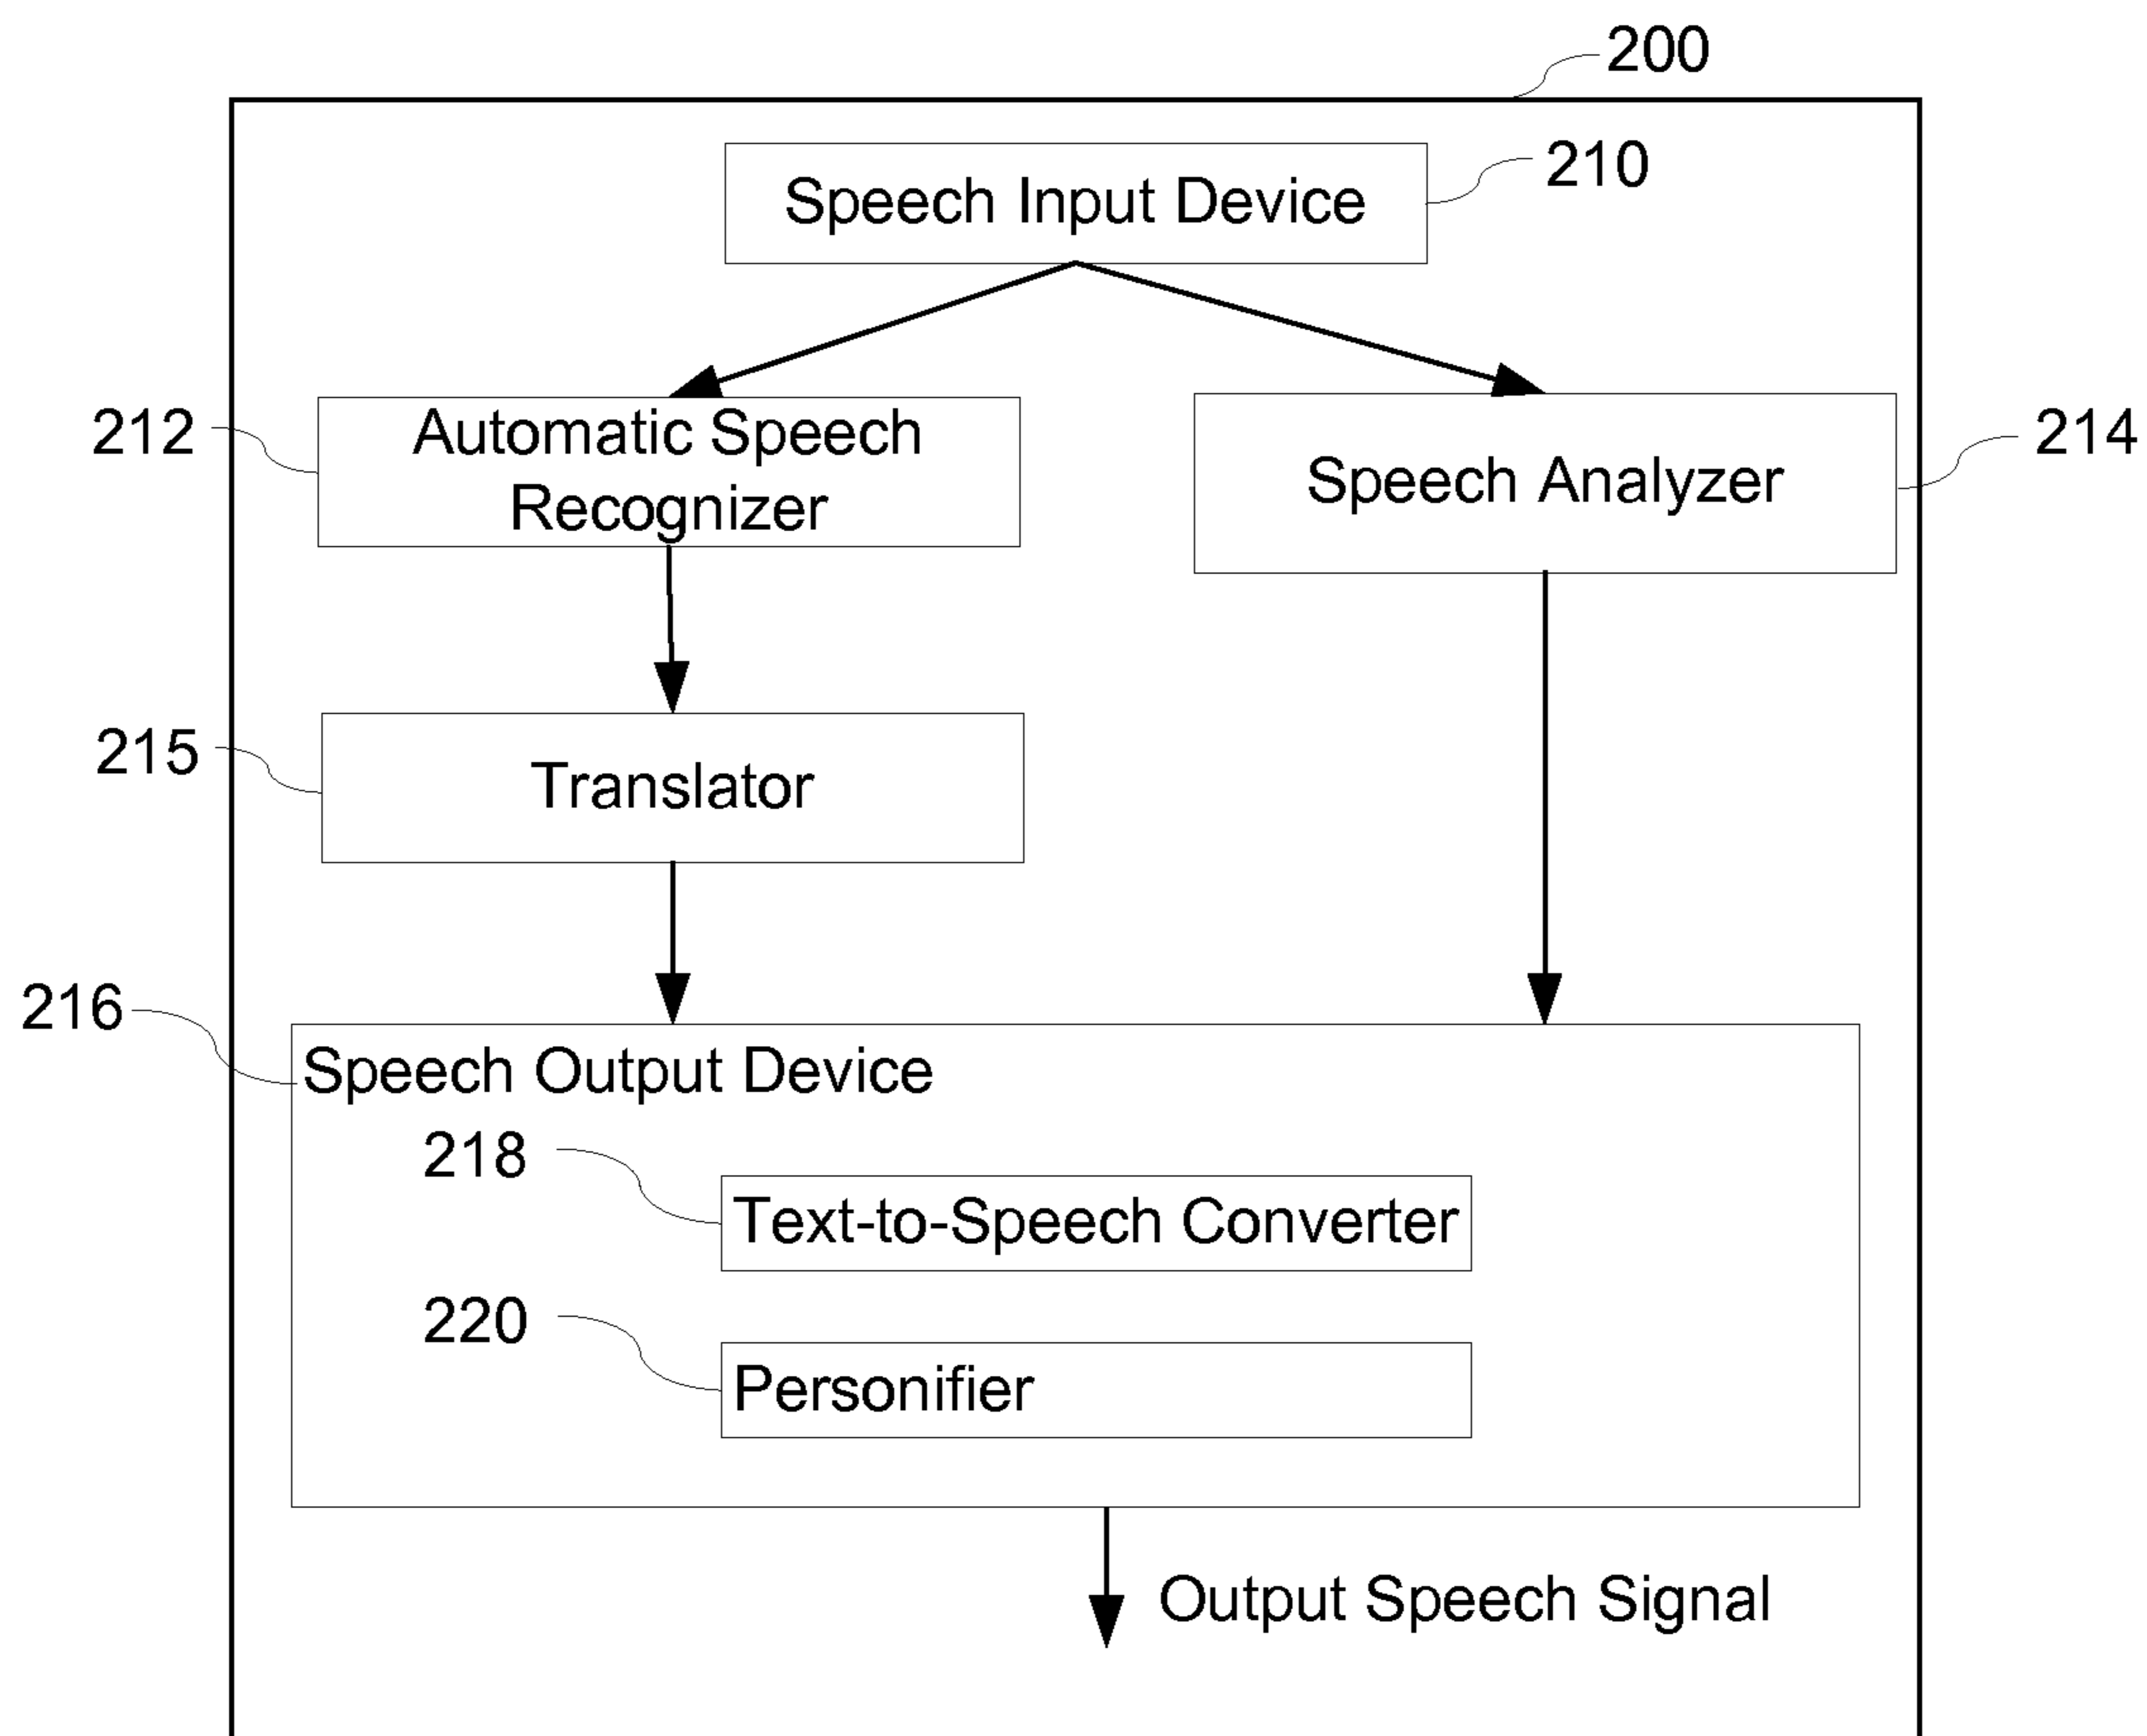 200
Speech Input Device
210
212
Automatic Speech
Recognizer
Speech Analyzer
214
215
Translator
216
Speech Output Device
218
Text-to-Speech Converter
220
Personifier
Output Speech Signal